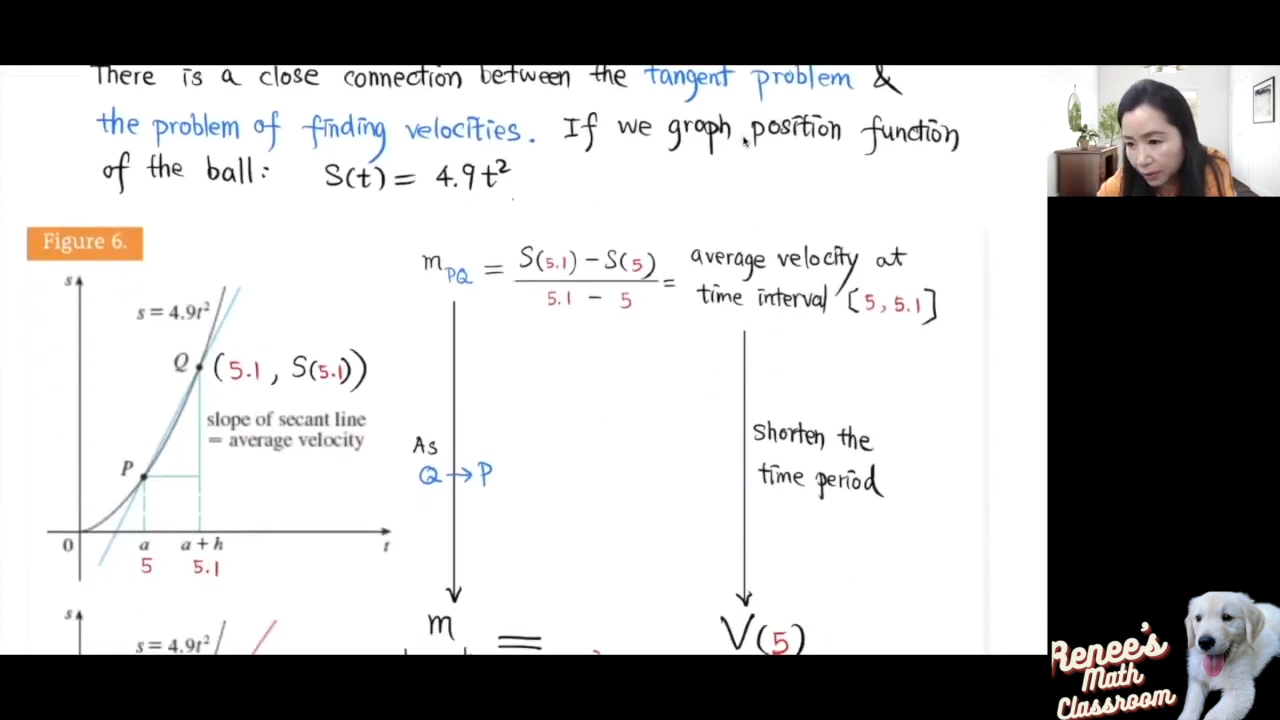 There is a close connection between the tangent problem &
the problem of finding velocities. If we graph position function
of the ball: S(t) = 4.9t²
Figure 6.
s
s = 4.9t²
Q (5.1, S(5.1))
slope of secant line
= average velocity
P
0 a a + h t
5 5.1
m_PQ = S(5.1) - S(5) / 5.1 - 5 = average velocity at
time interval [5, 5.1]
As
Q → P
Shorten the
time period
m = V(5)
s
s = 4.9t²
Renee's
Math
Classroom